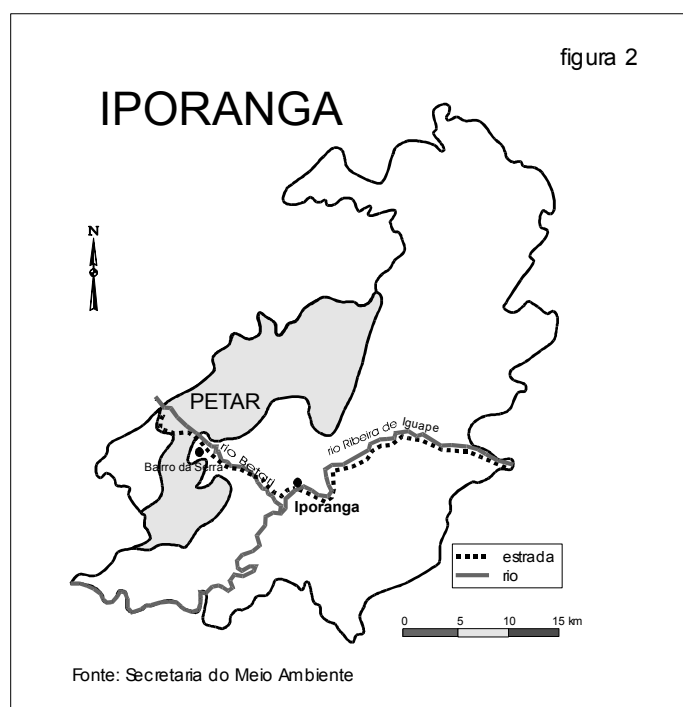 figura 2
IPORANGA
N
PETAR
rio Ribeira de Iguape
rio Betari
Bairro da Serra
Iporanga
estrada
rio
0 5 10 15 km
Fonte: Secretaria do Meio Ambiente